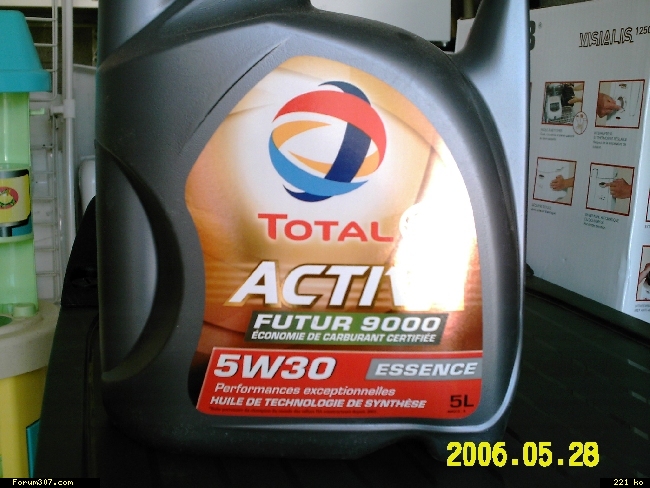 VISIALIS 1250
TOTAL
ACTIV
FUTUR 9000
ÉCONOMIE DE CARBURANT CERTIFIÉE
5W30 ESSENCE
Performances exceptionnelles
HUILE DE TECHNOLOGIE DE SYNTHÈSE
5L
2006.05.28
Forum307.com
221 ko